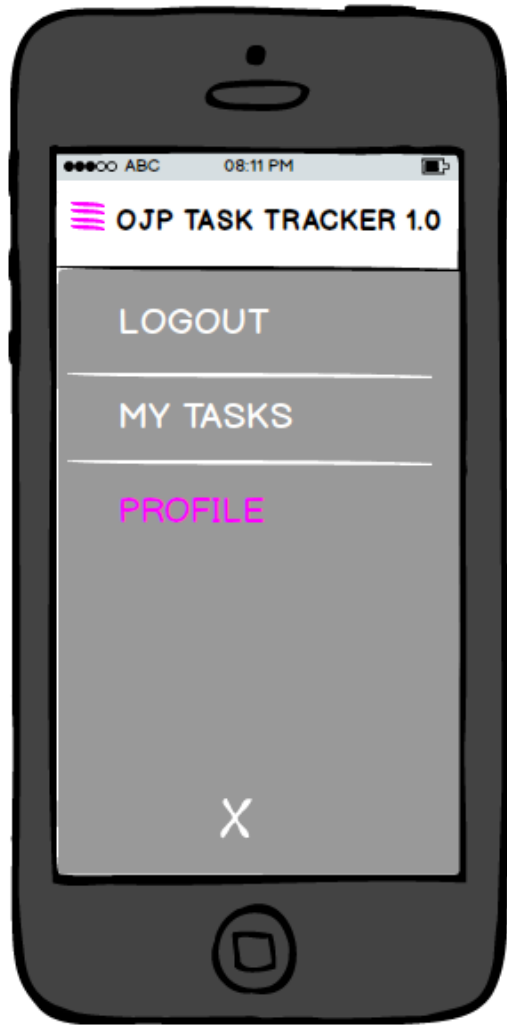 ABC 08:11 PM
OJP TASK TRACKER 1.0
LOGOUT
MY TASKS
PROFILE
X